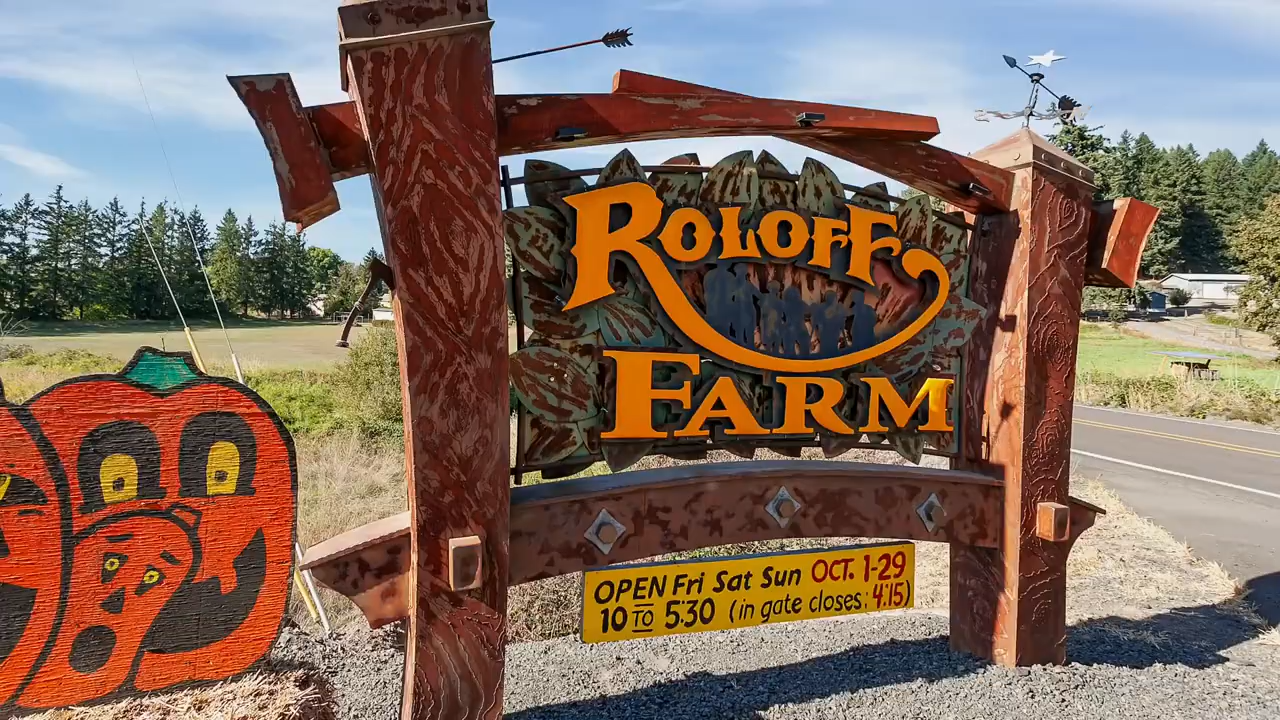 ROLOFF
FARM
OPEN Fri Sat Sun OCT. 1-29
10 TO 5:30 (in gate closes: 4:15)